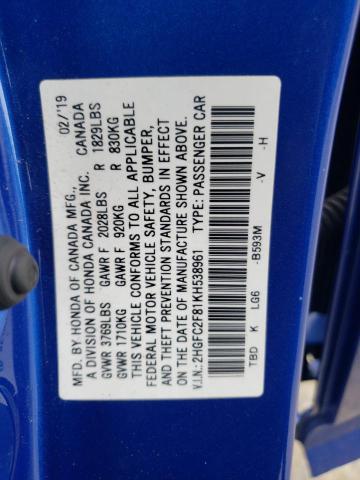 MFD. BY HONDA OF CANADA MFG., 02/'19
A DIVISION OF HONDA CANADA INC. CANADA
GVWR 3769LBS GAWR F 2028LBS R 1829LBS
GVWR 1710KG GAWR F 920KG R 830KG
THIS VEHICLE CONFORMS TO ALL APPLICABLE
FEDERAL MOTOR VEHICLE SAFETY, BUMPER,
AND THEFT PREVENTION STANDARDS IN EFFECT
ON THE DATE OF MANUFACTURE SHOWN ABOVE.
V.I.N.: 2HGFC2F81KH538961 TYPE: PASSENGER CAR
TBD K LG6 -B593M -V -H